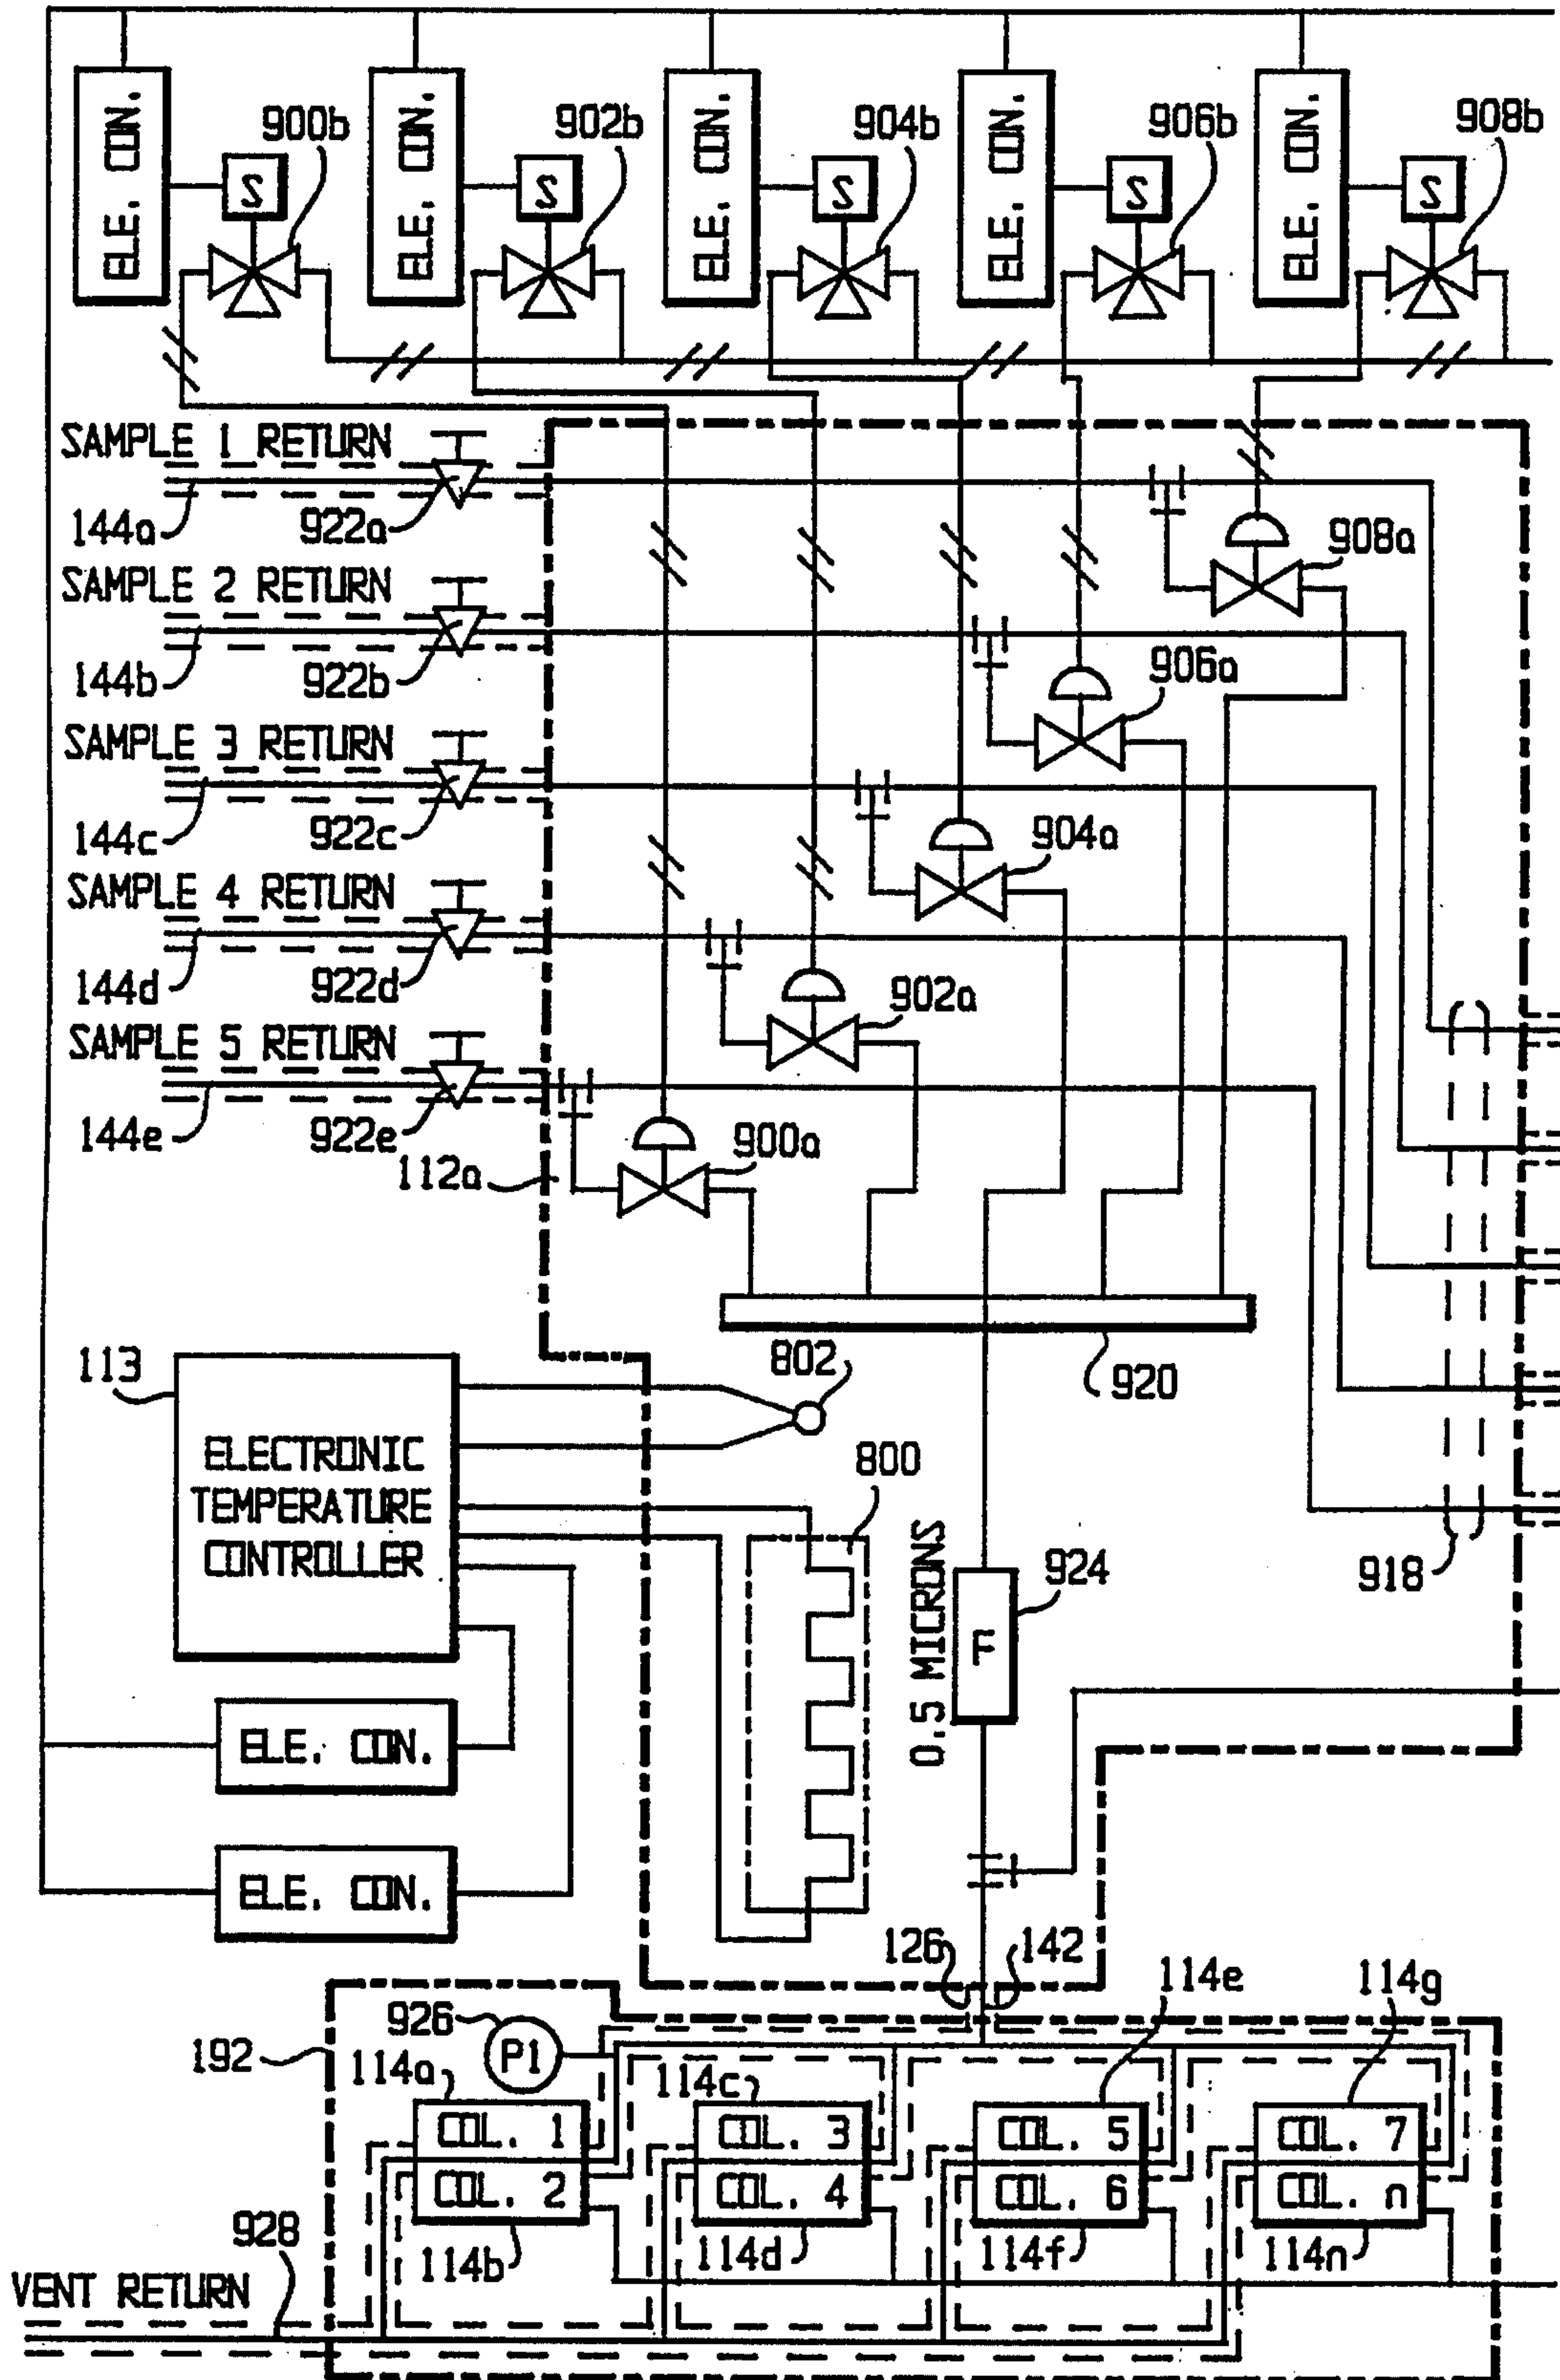 ELE. CON.
S
900b
ELE. CON.
S
902b
ELE. CON.
S
904b
ELE. CON.
S
906b
ELE. CON.
S
908b
SAMPLE 1 RETURN
144a
922a
908a
SAMPLE 2 RETURN
144b
922b
906a
SAMPLE 3 RETURN
144c
922c
904a
SAMPLE 4 RETURN
144d
922d
902a
SAMPLE 5 RETURN
144e
922e
112a
900a
113
802
920
ELECTRONIC
TEMPERATURE
CONTROLLER
800
0.5 MICRONS
F
924
918
ELE. CON.
ELE. CON.
126
142
114e
114g
926
P1
192
114a
114c
COL. 1
COL. 3
COL. 5
COL. 7
COL. 2
COL. 4
COL. 6
COL. n
928
114b
114d
114f
114n
VENT RETURN